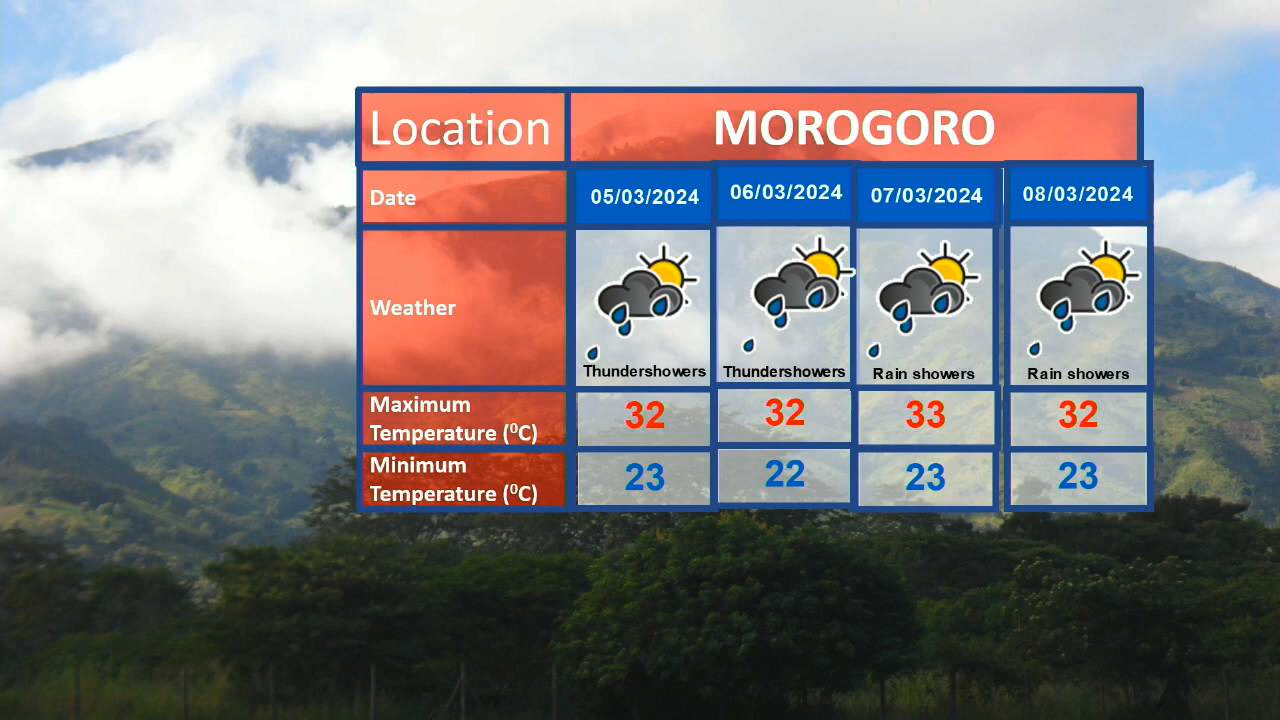 Location MOROGORO
Date 05/03/2024 06/03/2024 07/03/2024 08/03/2024
Weather
Thundershowers Thundershowers Rain showers Rain showers
Maximum
Temperature (⁰C) 32 32 33 32
Minimum
Temperature (⁰C) 23 22 23 23